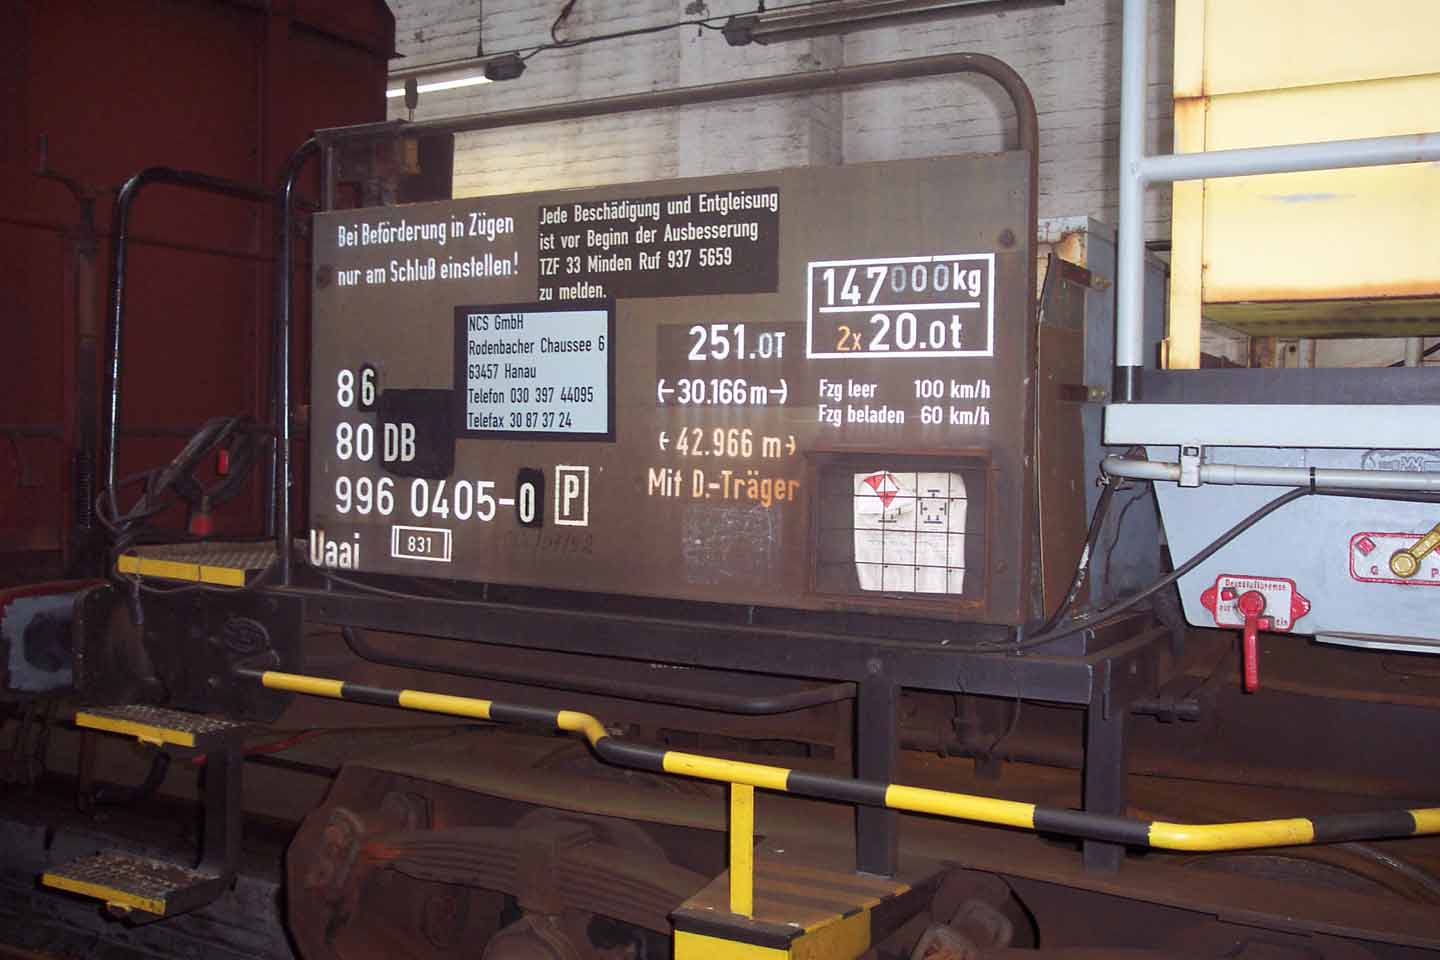 Bei Beförderung in Zügen
nur am Schluß einstellen!
Jede Beschädigung und Entgleisung
ist vor Beginn der Ausbesserung
TZF 33 Minden Ruf 937 5659
zu melden.
NCS GmbH
Rodenbacher Chaussee 6
63457 Hanau
Telefon 030 397 44095
Telefax 30 87 37 24
86
80 DB
996 0405-0 P
Uaai 831
251.0T
(-30.166m-)
(-42.966 m-)
Mit D.-Träger
147000kg
2x 20.0t
Fzg leer 100 km/h
Fzg beladen 60 km/h
G P
ein